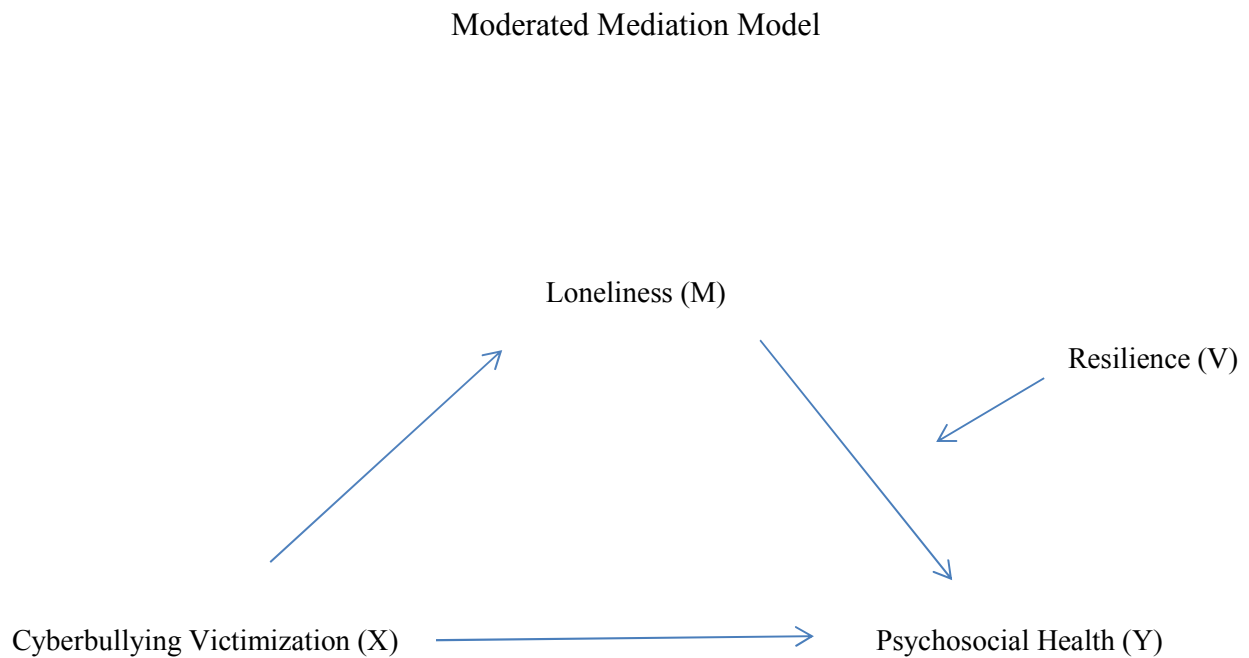 Moderated Mediation Model
Loneliness (M)
Resilience (V)
Cyberbullying Victimization (X)
Psychosocial Health (Y)